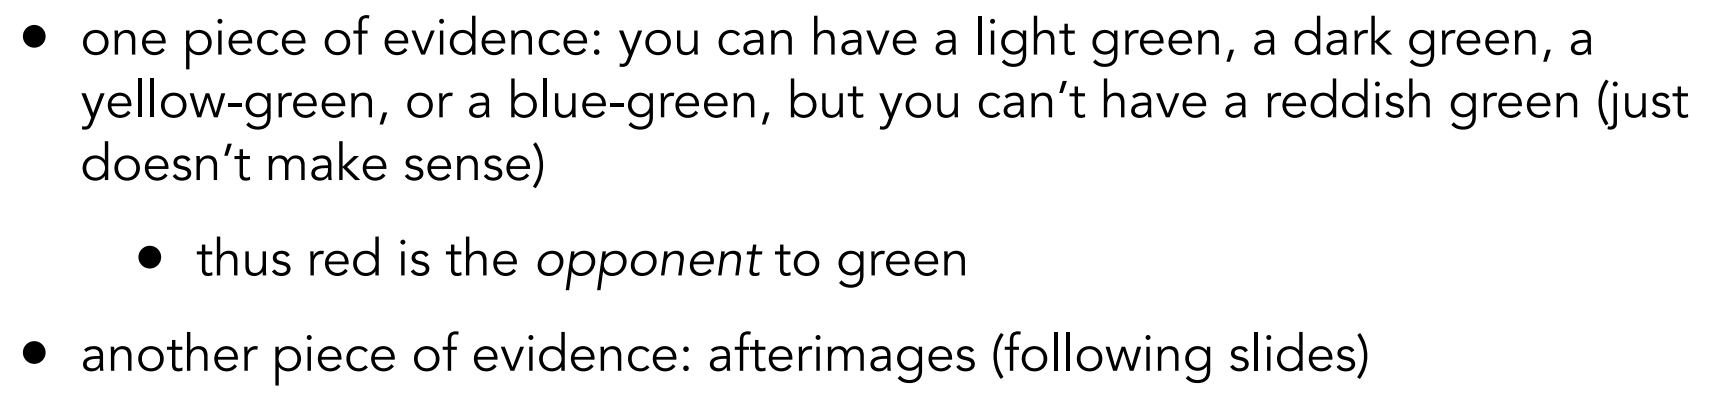 • one piece of evidence: you can have a light green, a dark green, a
yellow-green, or a blue-green, but you can’t have a reddish green (just
doesn’t make sense)
• thus red is the opponent to green
• another piece of evidence: afterimages (following slides)